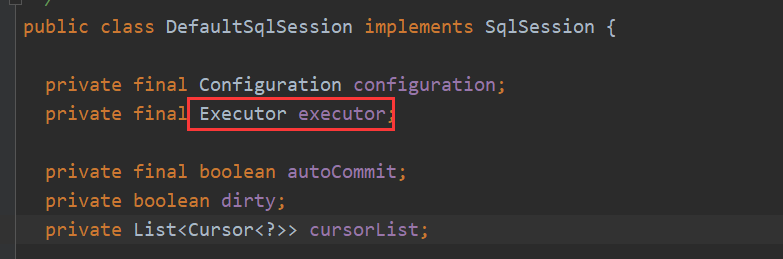 public class DefaultSqlSession implements SqlSession {
private final Configuration configuration;
private final Executor executor;
private final boolean autoCommit;
private boolean dirty;
private List<Cursor<?>> cursorList;